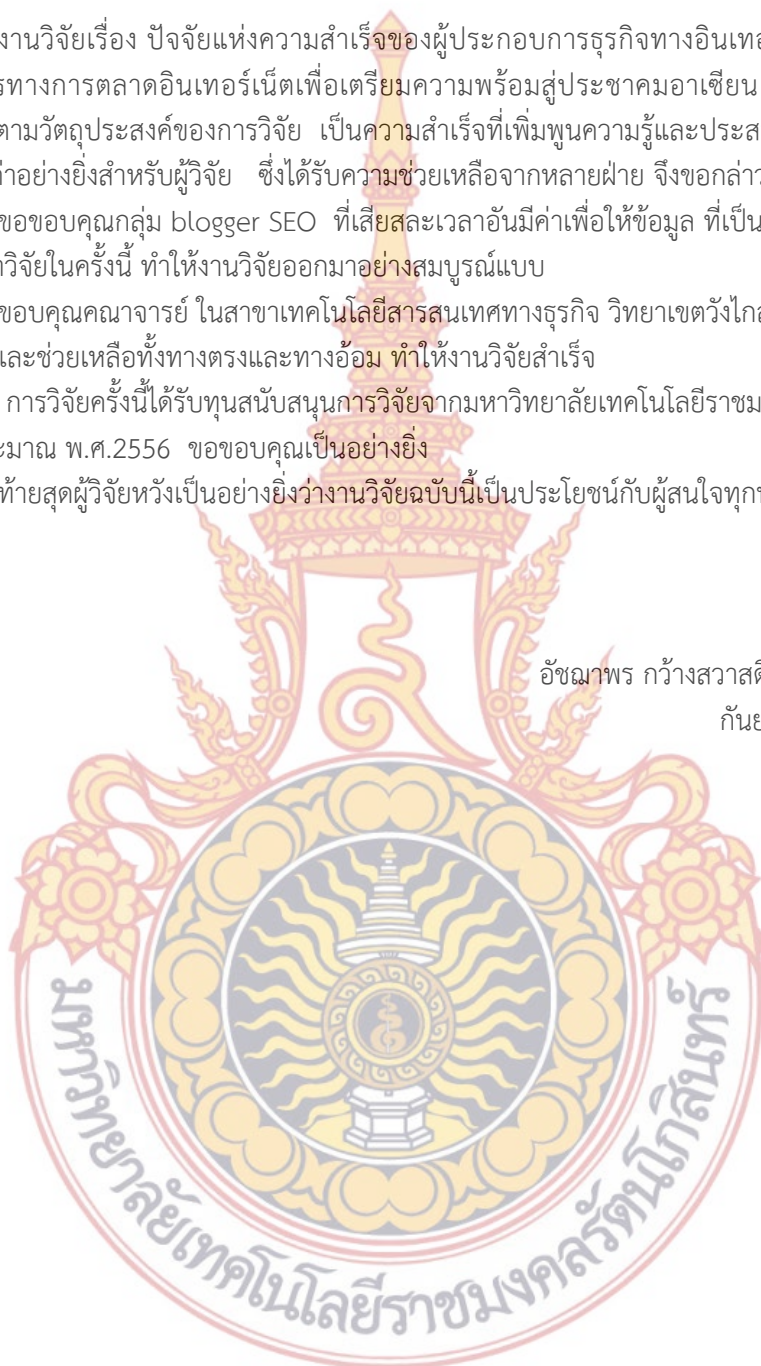 งานวิจัยเรื่อง ปัจจัยแห่งความสำเร็จของผู้ประกอบการธุรกิจทางอินเทอ
รทางการตลาดอินเทอร์เน็ตเพื่อเตรียมความพร้อมสู่ประชาคมอาเซียน
ตามวัตถุประสงค์ของการวิจัย เป็นความสำเร็จที่เพิ่มพูนความรู้และประส
าอย่างยิ่งสำหรับผู้วิจัย ซึ่งได้รับความช่วยเหลือจากหลายฝ่าย จึงขอกล่าว
ขอขอบคุณกลุ่ม blogger SEO ที่เสียสละเวลาอันมีค่าเพื่อให้ข้อมูล ที่เป็น
วิจัยในครั้งนี้ ทำให้งานวิจัยออกมาอย่างสมบูรณ์แบบ
ขอบคุณคณาจารย์ ในสาขาเทคโนโลยีสารสนเทศทางธุรกิจ วิทยาเขตวังไกล
และช่วยเหลือทั้งทางตรงและทางอ้อม ทำให้งานวิจัยสำเร็จ
การวิจัยครั้งนี้ได้รับทุนสนับสนุนการวิจัยจากมหาวิทยาลัยเทคโนโลยีราชม
ะมาณ พ.ศ.2556 ขอขอบคุณเป็นอย่างยิ่ง
ท้ายสุดผู้วิจัยหวังเป็นอย่างยิ่งว่างานวิจัยฉบับนี้เป็นประโยชน์กับผู้สนใจทุกท
อัชฌาพร กว้างสวาสดิ
กันย
มหาวิทยาลัยเทคโนโลยีราชมงคลรัตนโกสินทร์